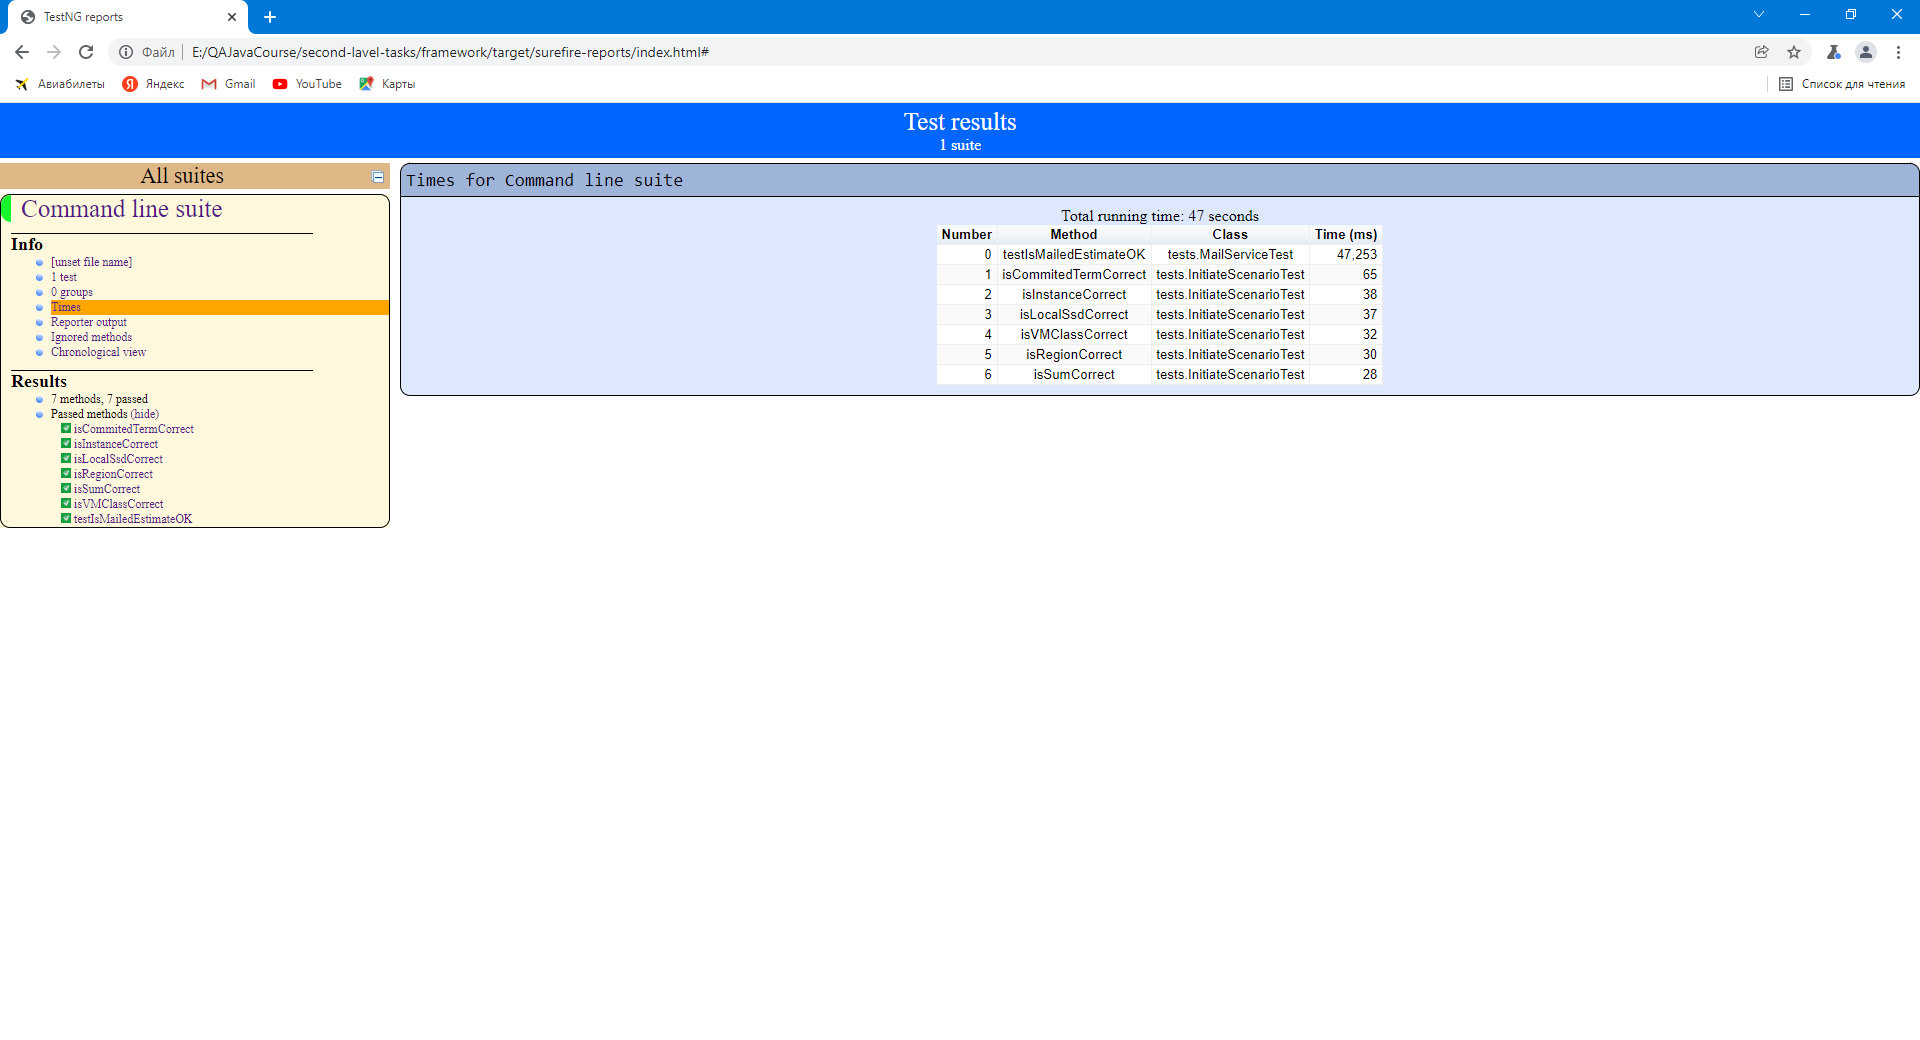 TestNG reports
Файл E:/QAJavaCourse/second-lavel-tasks/framework/target/surefire-reports/index.html#
Авиабилеты Яндекс Gmail YouTube Карты Список для чтения
Test results
1 suite
All suites
Command line suite
Info
[unset file name]
1 test
0 groups
Times
Reporter output
Ignored methods
Chronological view
Results
7 methods, 7 passed
Passed methods (hide)
isCommitedTermCorrect
isInstanceCorrect
isLocalSsdCorrect
isRegionCorrect
isSumCorrect
isVMClassCorrect
testIsMailedEstimateOK
Times for Command line suite
Total running time: 47 seconds
Number Method Class Time (ms)
0 testIsMailedEstimateOK tests.MailServiceTest 47,253
1 isCommitedTermCorrect tests.InitiateScenarioTest 65
2 isInstanceCorrect tests.InitiateScenarioTest 38
3 isLocalSsdCorrect tests.InitiateScenarioTest 37
4 isVMClassCorrect tests.InitiateScenarioTest 32
5 isRegionCorrect tests.InitiateScenarioTest 30
6 isSumCorrect tests.InitiateScenarioTest 28